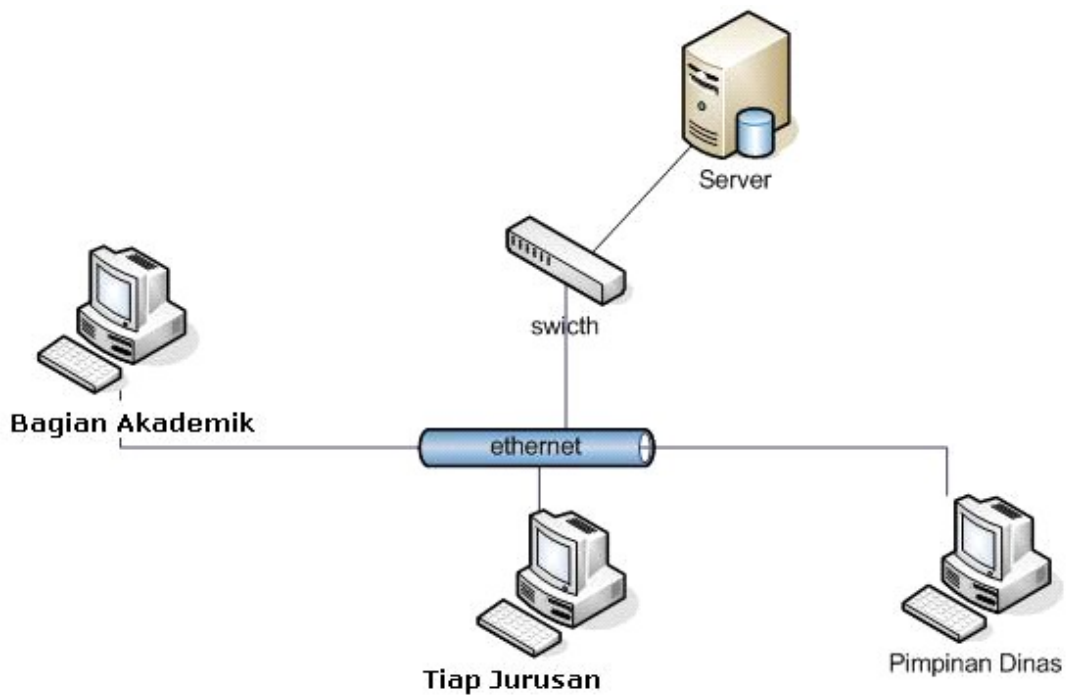 Server
swicth
Bagian Akademik
ethernet
Tiap Jurusan
Pimpinan Dinas